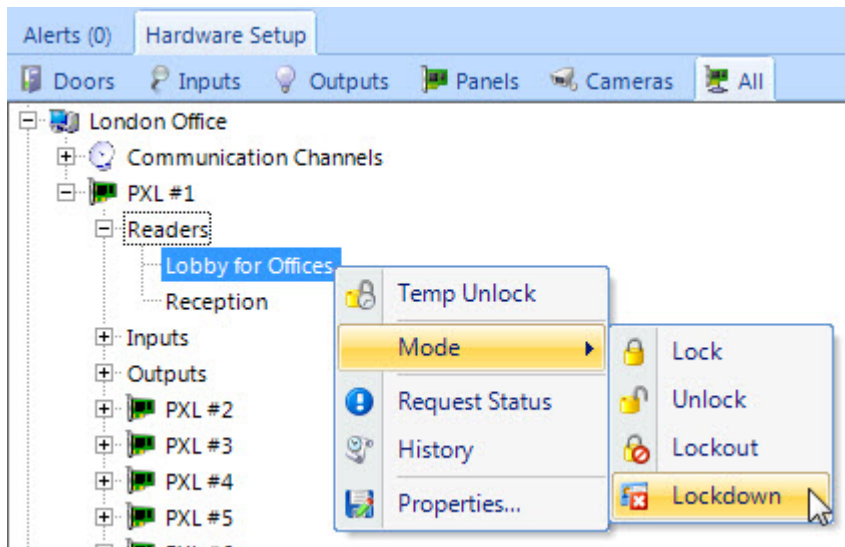 Alerts (0) Hardware Setup
Doors Inputs Outputs Panels Cameras All
London Office
Communication Channels
PXL #1
Readers
Lobby for Offices
Reception
Inputs
Outputs
PXL #2
PXL #3
PXL #4
PXL #5
Temp Unlock
Mode
Request Status
History
Properties...
Lock
Unlock
Lockout
Lockdown